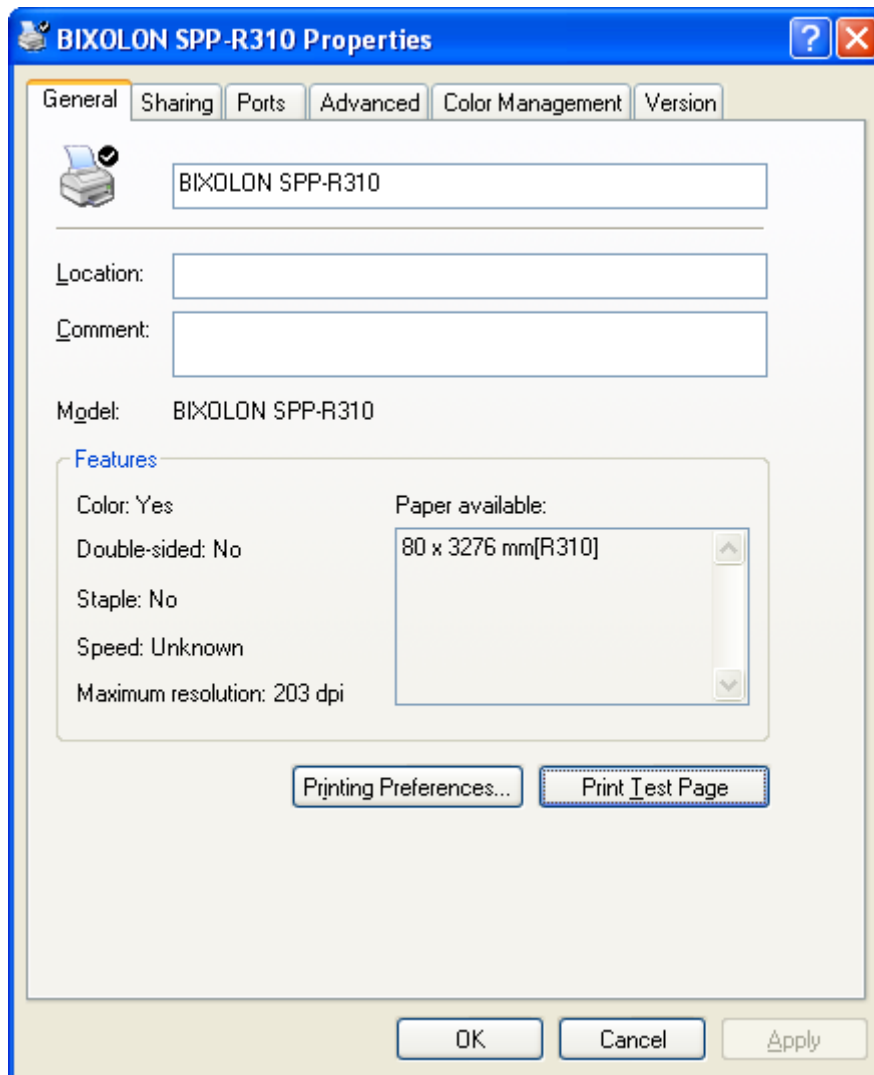 BIXOLON SPP-R310 Properties
General Sharing Ports Advanced Color Management Version
BIXOLON SPP-R310
Location:
Comment:
Model: BIXOLON SPP-R310
Features
Color: Yes
Paper available:
Double-sided: No
80 x 3276 mm[R310]
Staple: No
Speed: Unknown
Maximum resolution: 203 dpi
Printing Preferences... Print Test Page
OK Cancel Apply